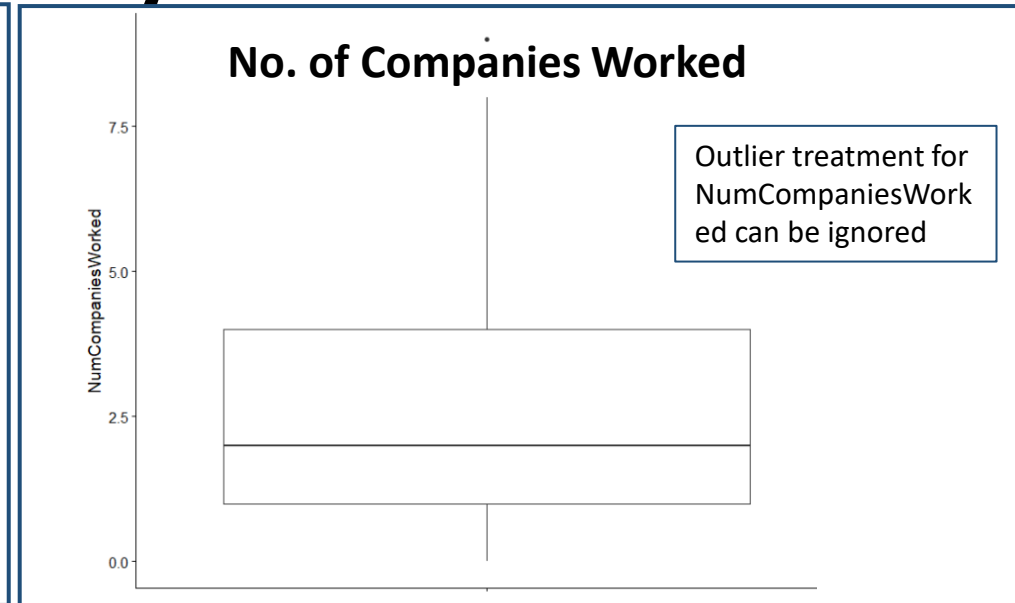 No. of Companies Worked
7.5
5.0
2.5
0.0
NumCompaniesWorked
Outlier treatment for
NumCompaniesWork
ed can be ignored